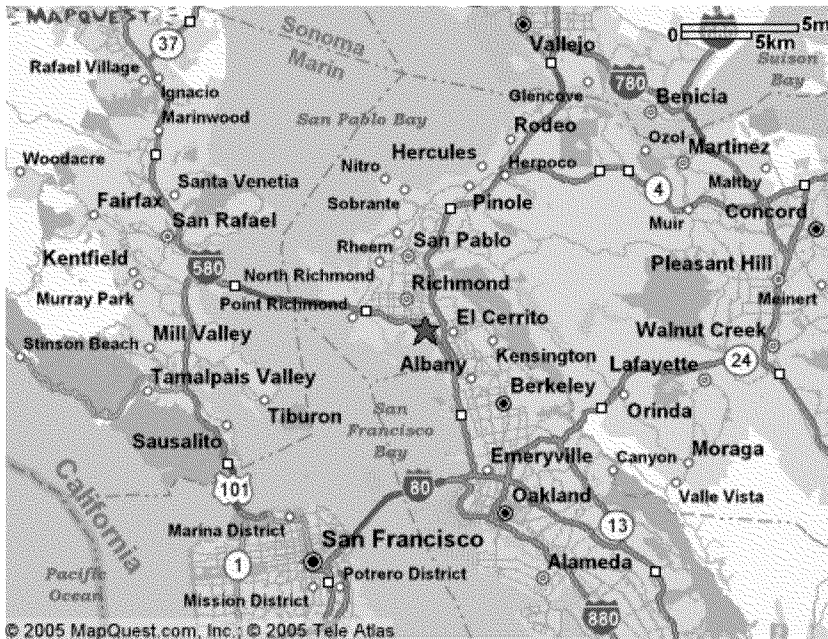 MAPQUEST
37
Sonoma
Marin
Vallejo
0
5m
5km
780
Suison
Bay
Rafael Village
Ignacio
Glencove
Benicia
Marinwood
San Pablo Bay
Rodeo
Ozol
Martinez
Woodacre
Nitro
Hercules
Herpoco
Maltby
Santa Venetia
Sobrante
Pinole
4
Fairfax
San Rafael
Muir
Concord
Rheem
San Pablo
Kentfield
580
North Richmond
Richmond
Pleasant Hill
Murray Park
Point Richmond
Meinert
El Cerrito
Mill Valley
Walnut Creek
Stinson Beach
Albany
Kensington
Lafayette
24
Tamalpais Valley
Berkeley
Tiburon
San
Francisco
Bay
Orinda
Sausalito
Emeryville
Canyon
Moraga
California
101
80
Oakland
Valle Vista
Marina District
13
San Francisco
1
Alameda
Pacific
Ocean
Potrero District
Mission District
880
© 2005 MapQuest.com, Inc.; © 2005 Tele Atlas